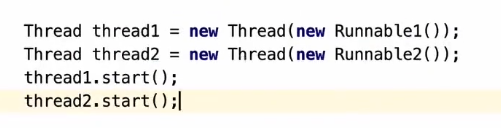 Thread thread1 = new Thread(new Runnable1());
Thread thread2 = new Thread(new Runnable2());
thread1.start();
thread2.start();